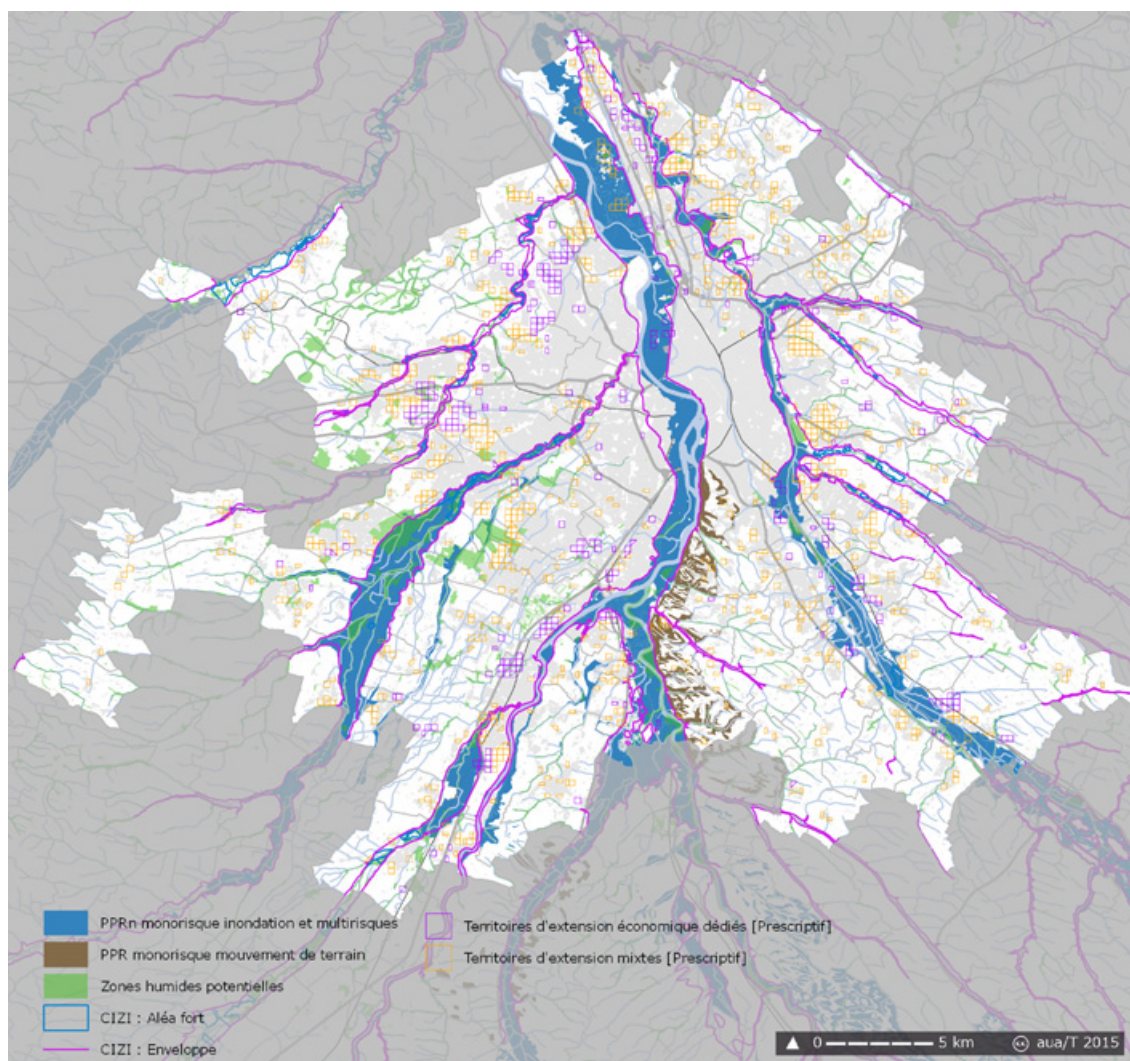 PPRn monorisque inondation et multirisques
PPR monorisque mouvement de terrain
Zones humides potentielles
CIZI : Aléa fort
CIZI : Enveloppe
Territoires d'extension économique dédiés [Prescriptif]
Territoires d'extension mixtes [Prescriptif]
0 5 km aua/T 2015